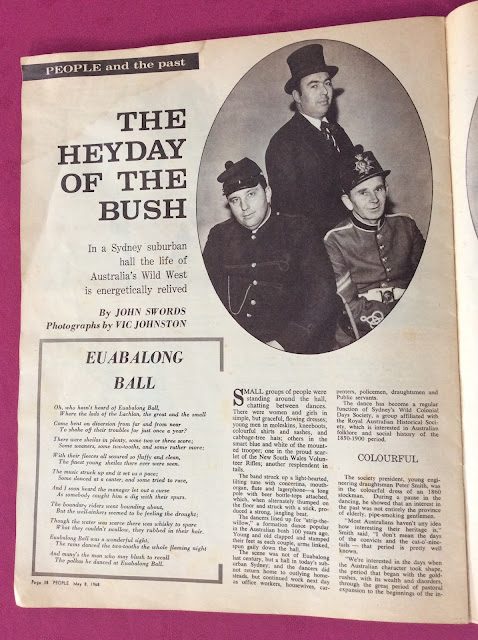 PEOPLE and the past
THE
HEYDAY
OF THE
BUSH
In a Sydney suburban
hall the life of
Australia's Wild West
is energetically relived
By JOHN SWORDS
Photographs by VIC JOHNSTON
EUABALONG
BALL
Oh, who hasn't heard of Euabalong Ball,
Where the lads of the Lachlan, the great and the small
Come bent on diversion from far and from near
To shake off their troubles for just once a year?
There were sheilas in plenty, some two or three score;
Some weaners, some two-tooths, and some rather more;
With their fleeces all scoured so fluffy and clean,
The finest young sheilas there ever were seen.
The music struck up and it set us a pace;
Some danced at a canter, and some tried to race,
And I even heard the manager let out a curse
As somebody caught him a dig with their spurs.
The boundary riders went bounding about,
But the well-sinkers seemed to be feeling the drought;
Though the water was scarce there was whisky to spare
What they couldn't swallow, they rubbed in their hair.
Euabalong Ball was a wonderful sight,
The rams danced the two-tooths the whole flaming night
And many's the man who may blush to recall
The polkas he danced at Euabalong Ball.
SMALL groups of people were
standing around the hall,
chatting between dances.
There were women and girls in
simple, but graceful, flowing dresses;
young men in moleskins, kneeboots,
colourful shirts and sashes, and
cabbage-tree hats; others in the
smart blue and white of the mount-
ed trooper; one in the proud scar-
let of the New South Wales Volun-
teer Rifles; another resplendent in
tails.
The band struck up a light-hearted,
lilting tune with concertina, mouth-
organ, flute and lagerphone—a long
pole with beer bottle-tops attached,
which, when alternately thumped on
the floor and struck with a stick, pro-
duced a strong, jangling beat.
The dancers lined up for "strip-the-
willow," a formation dance popular
in the Australian bush 100 years ago.
Young and old clapped and stamped
their feet as each couple, arms linked,
spun gaily down the hall.
The scene was not of Euabalong
last century, but a hall in today's sub-
urban Sydney; and the dancers did
not return home to outlying home-
steads, but continued work next day
as office workers, housewives, car-
penters, policemen, draughtsmen and
Public servants.
The dance has become a regular
function of Sydney's Wild Colonial
Days Society, a group affiliated with
the Royal Australian Historical Soci-
ety, which is interested in Australian
folklore and social history of the
1850-1900 period.
COLOURFUL
The society president, young engi-
neering draughtsman Peter Smith, was
in the colourful dress of an 1860
stockman. During a pause in the
dancing, he showed that an interest in
the past was not entirely the province
of elderly, pipe-smoking gentlemen.
"Most Australians haven't any idea
how interesting their heritage is,"
Smith said. "I don't mean the days
of the convicts and the cat-o'-nine-
tails — that period is pretty well
known.
"We're interested in the days when
the Australian character took shape,
the period that began with the gold-
rushes, with its wealth and disorders,
through the great period of pastoral
expansion to the beginnings of the in-
Page 38 PEOPLE May 8, 1968